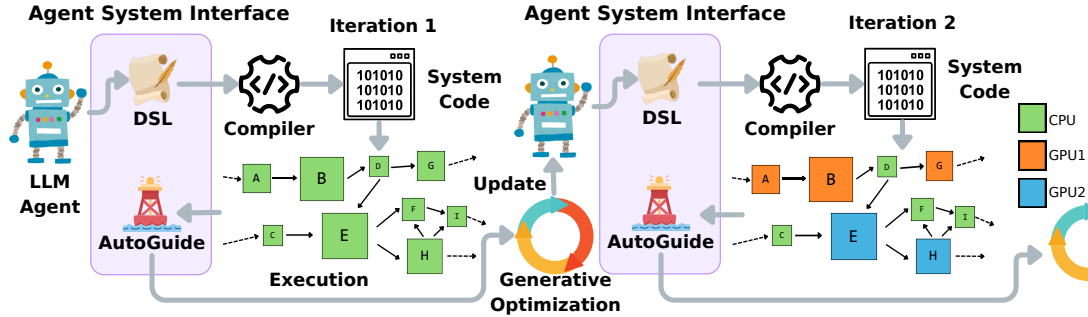 Agent System Interface
Iteration 1
101010
101010
101010
System
Code
DSL
Compiler
LLM
Agent
AutoGuide
A
B
D
G
C
E
F
I
H
Execution
Update
Generative
Optimization
Agent System Interface
Iteration 2
101010
101010
101010
System
Code
DSL
Compiler
AutoGuide
A
B
D
G
C
E
F
I
H
CPU
GPU1
GPU2